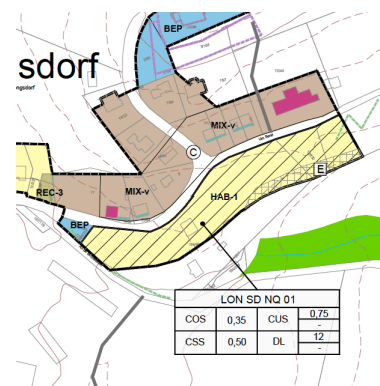 BEP
sdorf
ngsdorf
MIX-v
C
E
REC-3
MIX-v
HAB-1
BEP
LON SD NQ 01
COS 0,35 CUS 0,75
-
CSS 0,50 DL 12
-